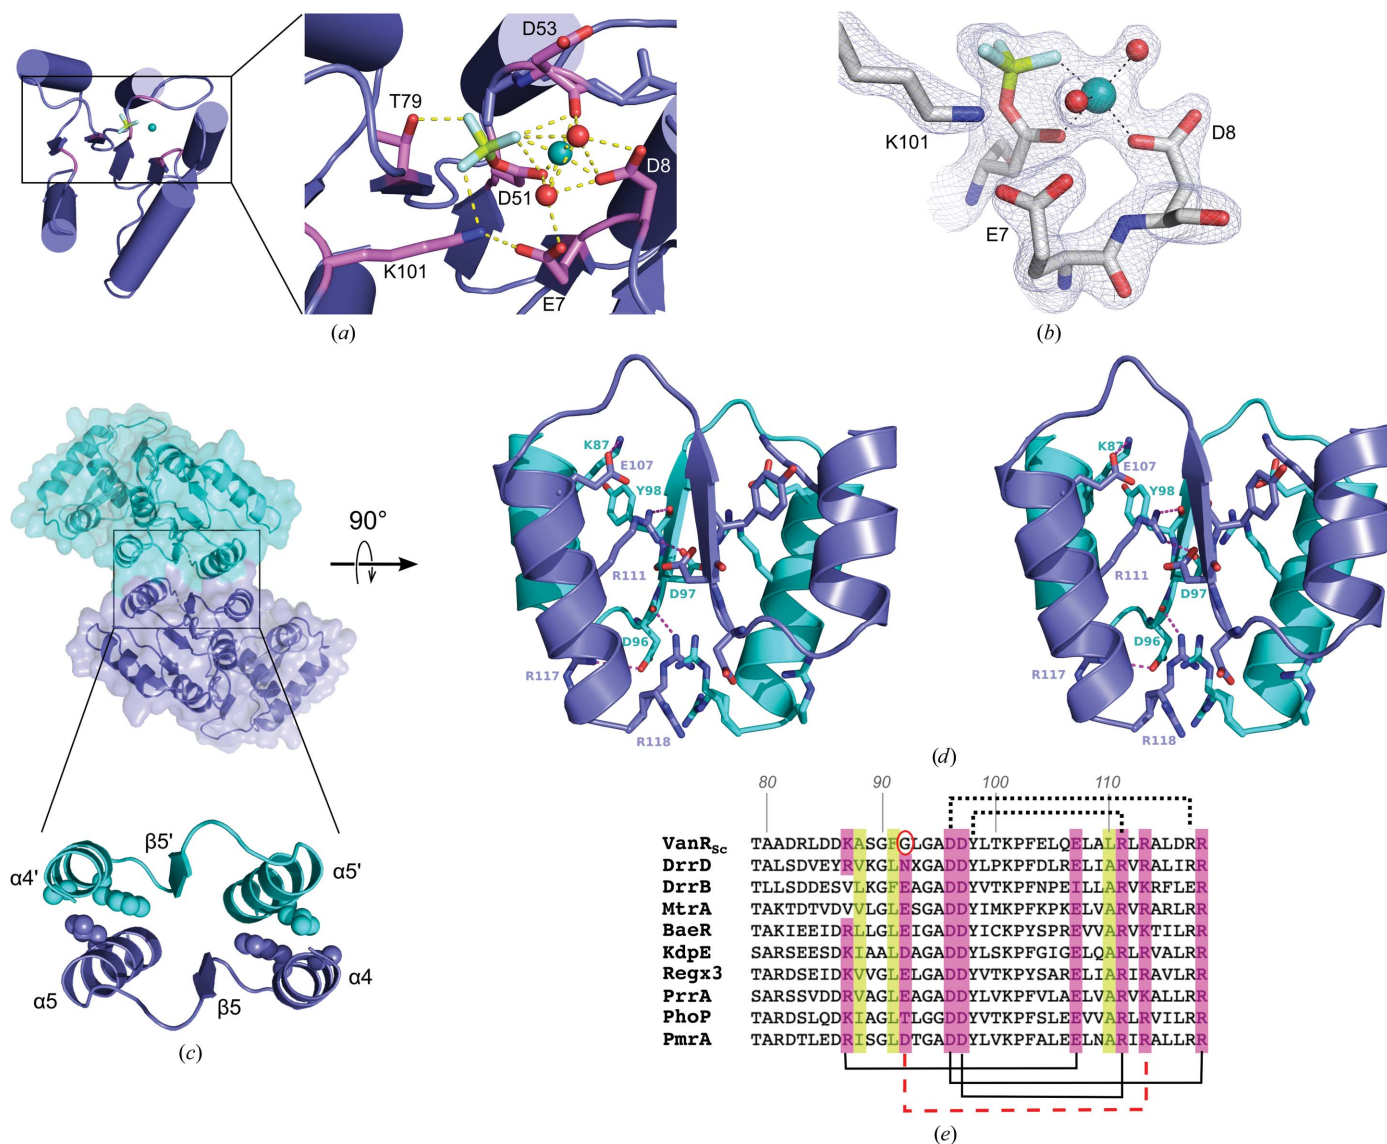 D53
T79
D8
D51
K101
E7
(a)
K101
D8
E7
(b)
90°
β5'
α4'
α5'
α5
β5
α4
(c)
K87
E107
Y98
R111
D97
D96
R117
R118
K87
E107
Y98
R111
D97
D96
R117
R118
(d)
80 90 100 110
VanRSc TAADRLDDKASGFGLGADDYLTKPFELQELALRLRALDRR
DrrD TALSDVEYRVKGLNXGADDYLPKPFDLRELIARVRALIRR
DrrB TLLSDDESVLKGFEAGADDYVTKPFNPEILLARVKRFLER
MtrA TAKTDTVDVVLGLESGADDYIMKPFKPKELVARVRARLRR
BaeR TAKIEEIDRLLGLEIGADDYICKPYSPREVVARVKTILRR
KdpE SARSEESDKIAALDAGADDYLSKPFGIGELQARLRVALRR
Regx3 TARDSEIDKVVGLELGADDYVTKPYSARELIARIRAVLRR
PrrA SARSSVDDRVAGLEAGADDYLVKPFVLAELVARVKALLRR
PhoP TARDSLQDKIAGLTLGGDDYVTKPFSLEEVVARLRVILRR
PmrA TARDTLEDRISGLDTGADDYLVKPFALEELNARIRALLRR
(e)